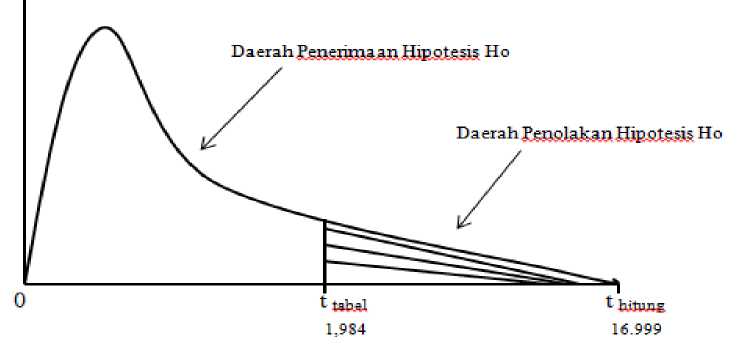 Daerah Penerimaan Hipotesis Ho
Daerah Penolakan Hipotesis Ho
0
t tabel
t hitung
1,984
16.999